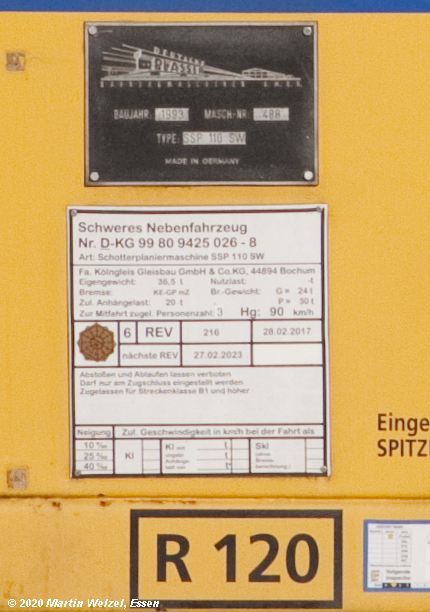 DEUTSCHE
PLASSER
BAHNBAUMASCHINEN G.M.B.H.
BAUJAHR: 1993 MASCH-NR: 488
TYPE: SSP 110 SW
MADE IN GERMANY
Schweres Nebenfahrzeug
Nr. D-KG 99 80 9425 026 - 8
Art: Schotterplaniermaschine SSP 110 SW
Fa. Kölngleis Gleisbau GmbH & Co.KG, 44894 Bochum
Eigengewicht: 36,5 t Nutzlast: -t
Bremse: KE-GP mZ Br.-Gewicht: G= 24 t
Zul. Anhängelast: 20 t P= 30 t
Zur Mitfahrt zugel. Personenzahl: 3 Hg: 90 km/h
6 REV 216 28.02.2017
nächste REV 27.02.2023
Abstoßen und Ablaufen lassen verboten
Darf nur am Zugschluss eingestellt werden
Zugelassen für Streckenklasse B1 und höher
Neigung Zul. Geschwindigkeit in km/h bei der Fahrt als
10 ‰
25 ‰ Kl
40 ‰
Kl mit t
t
t
Skl
Einge
SPITZ
R 120
© 2020 Martin Welzel, Essen